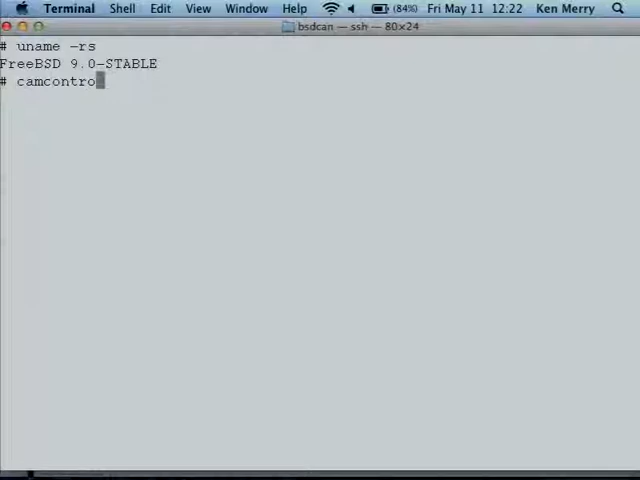 Terminal Shell Edit View Window Help (84%) Fri May 11 12:22 Ken Merry
bsdcan — ssh — 80×24
# uname -rs
FreeBSD 9.0-STABLE
# camcontro